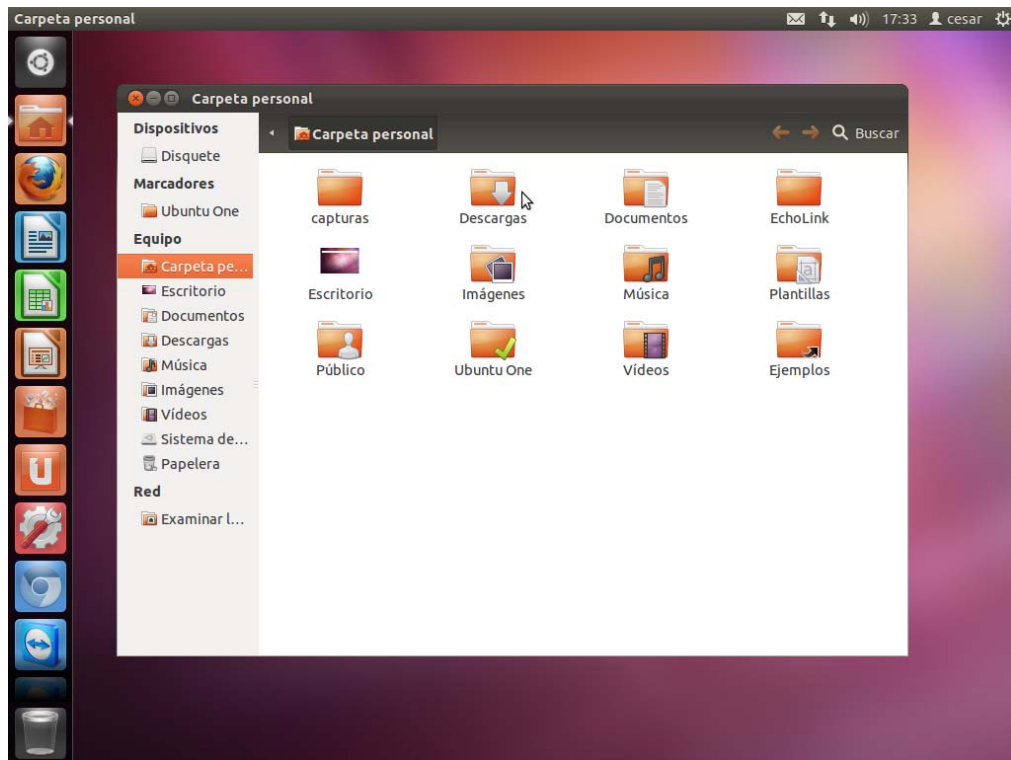 Carpeta personal 17:33 cesar
Carpeta personal
Dispositivos
Disquete
Marcadores
Ubuntu One
Equipo
Carpeta pe...
Escritorio
Documentos
Descargas
Música
Imágenes
Vídeos
Sistema de...
Papelera
Red
Examinar l...
Carpeta personal Buscar
capturas Descargas Documentos EchoLink
Escritorio Imágenes Música Plantillas
Público Ubuntu One Vídeos Ejemplos